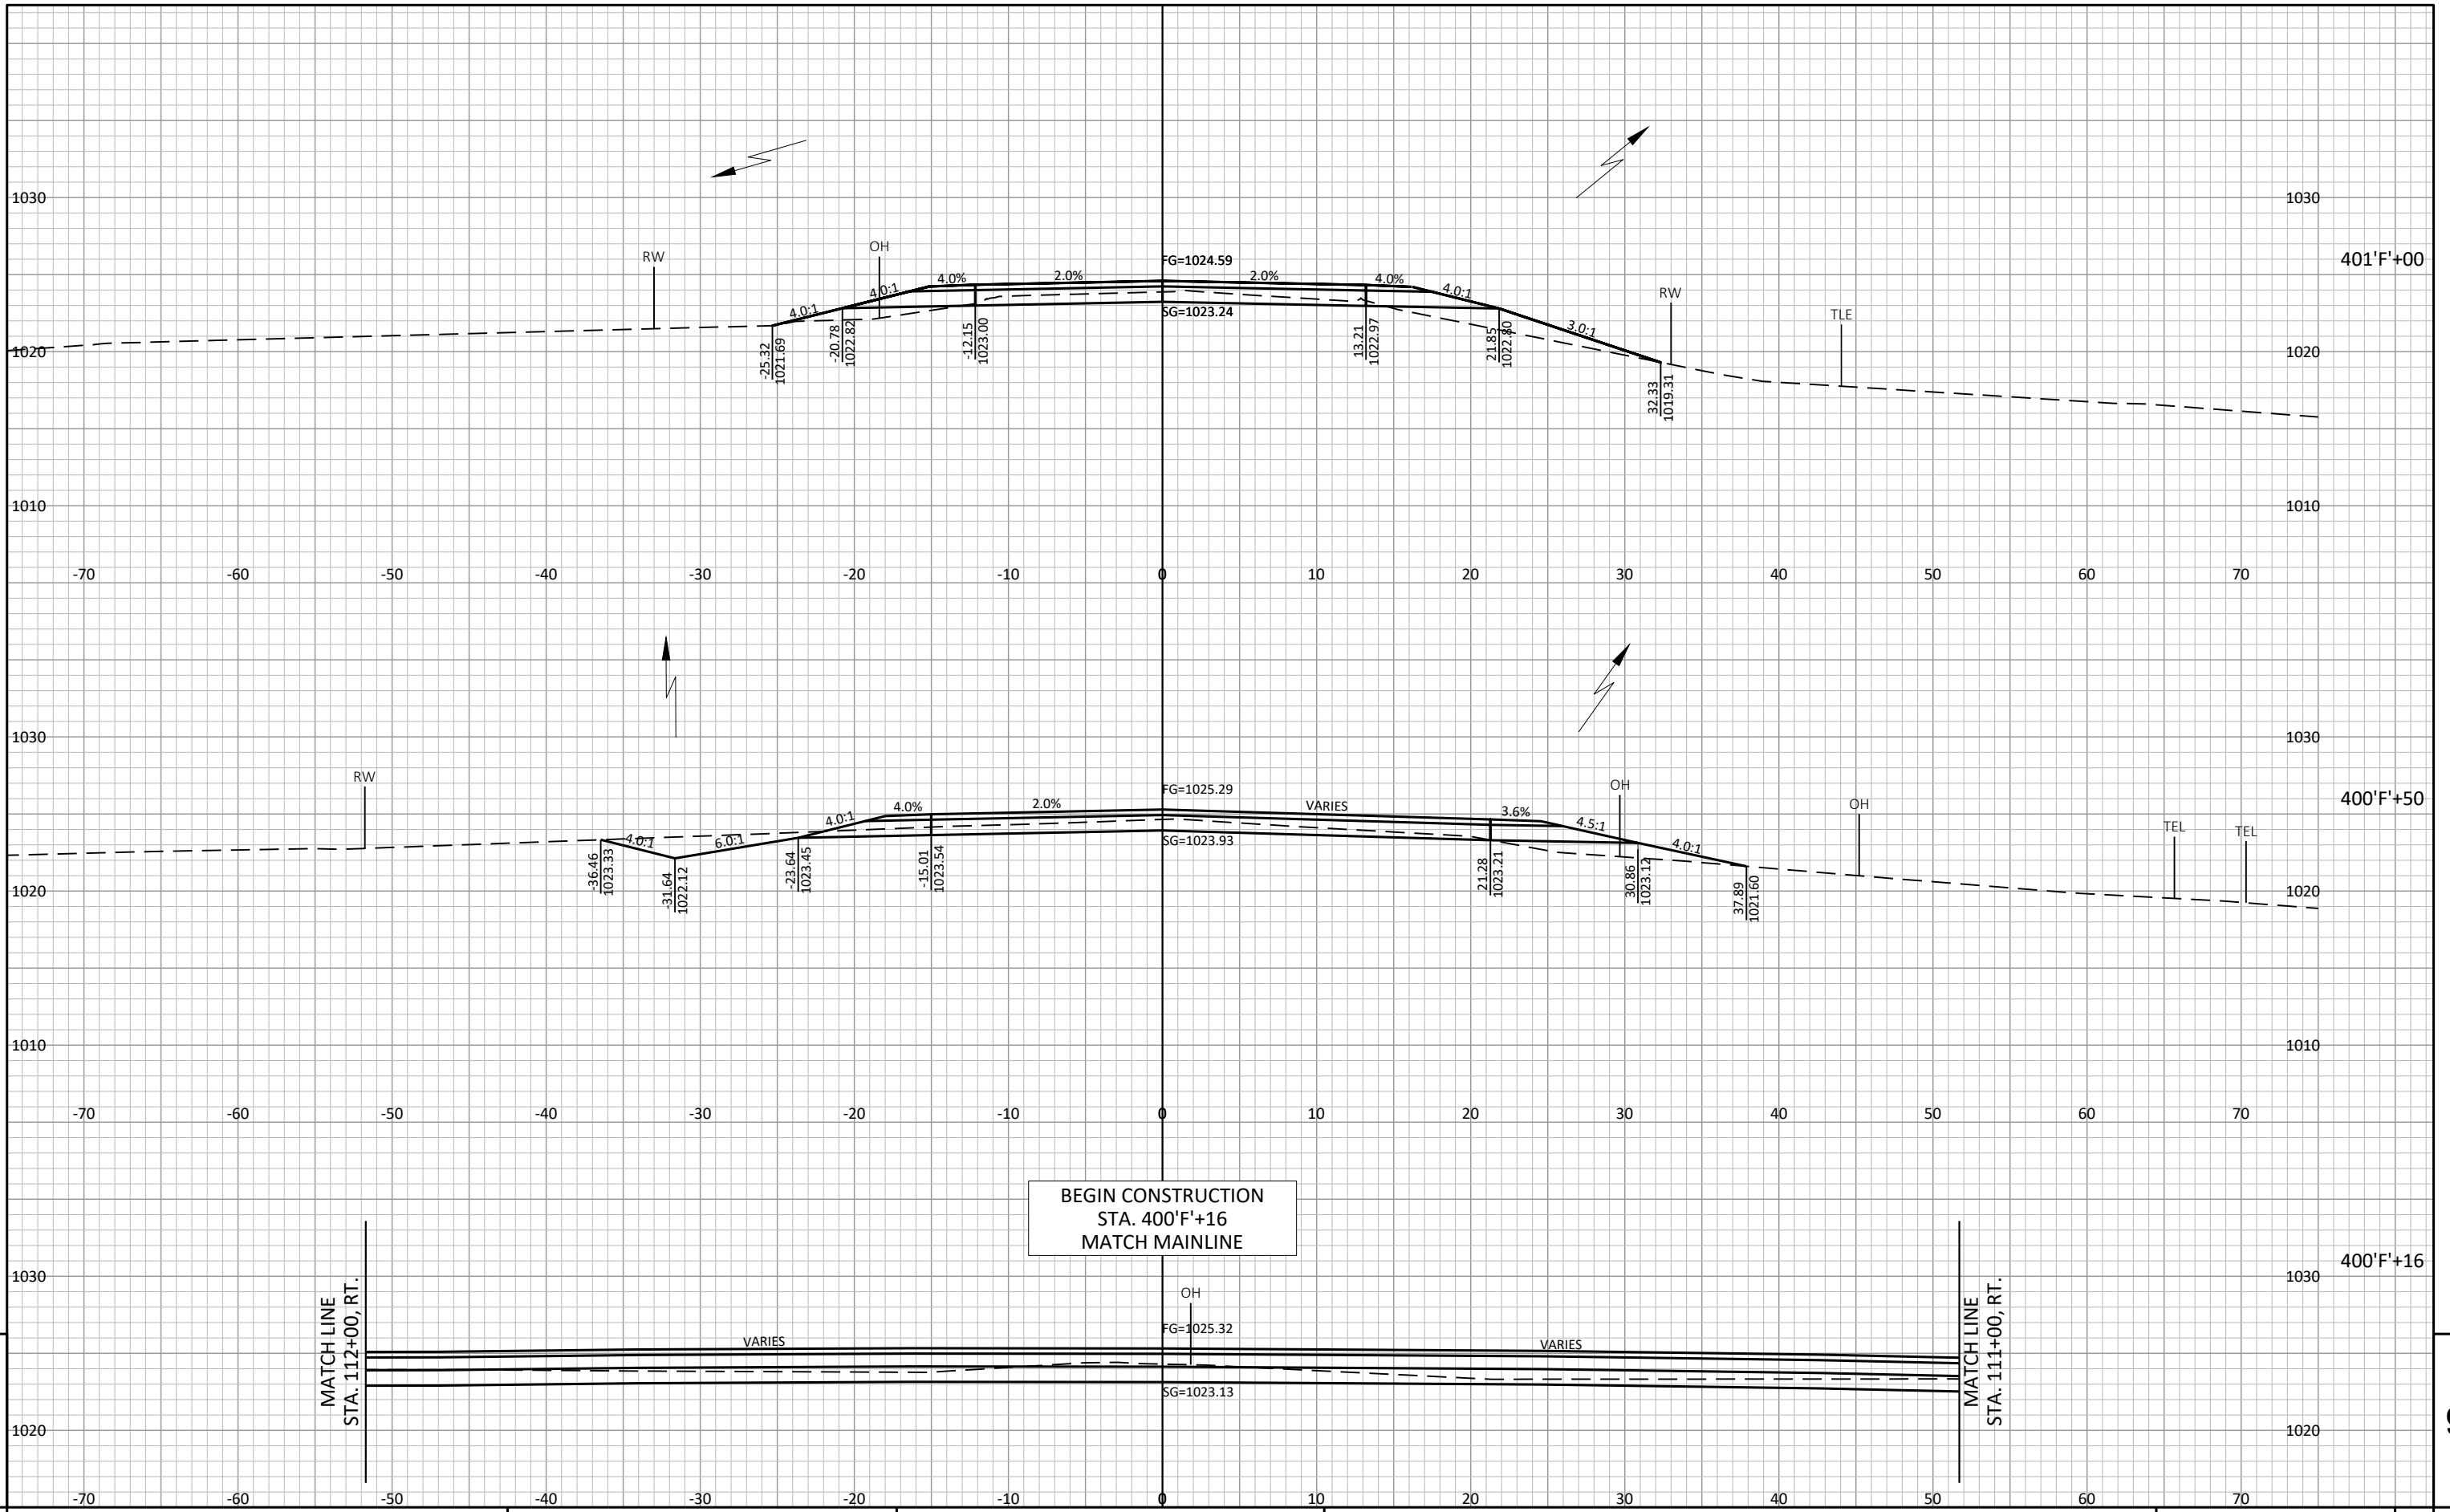 1030
1030
RW
OH
FG=1024.59
401'F'+00
4.0:1
4.0:1
4.0%
2.0%
2.0%
4.0%
4.0:1
3.0:1
RW
TLE
SG=1023.24
1020
1020
-25.32
1021.69
-20.78
1022.82
-12.15
1023.00
13.21
1022.97
21.85
1022.80
32.33
1019.31
1010
1010
-70 -60 -50 -40 -30 -20 -10 0 10 20 30 40 50 60 70
1030
1030
RW
FG=1025.29
OH
OH
400'F'+50
TEL
TEL
4.0:1
6.0:1
4.0:1
4.0%
2.0%
VARIES
3.6%
4.5:1
4.0:1
SG=1023.93
1020
1020
-36.46
1023.33
-31.64
1022.12
-23.64
1023.45
-15.01
1023.54
21.28
1023.21
30.86
1023.12
37.89
1021.60
1010
1010
-70 -60 -50 -40 -30 -20 -10 0 10 20 30 40 50 60 70
BEGIN CONSTRUCTION
STA. 400'F'+16
MATCH MAINLINE
400'F'+16
1030
1030
OH
FG=1025.32
MATCH LINE
STA. 112+00, RT.
VARIES
VARIES
MATCH LINE
STA. 111+00, RT.
SG=1023.13
1020
1020
-70 -60 -50 -40 -30 -20 -10 0 10 20 30 40 50 60 70